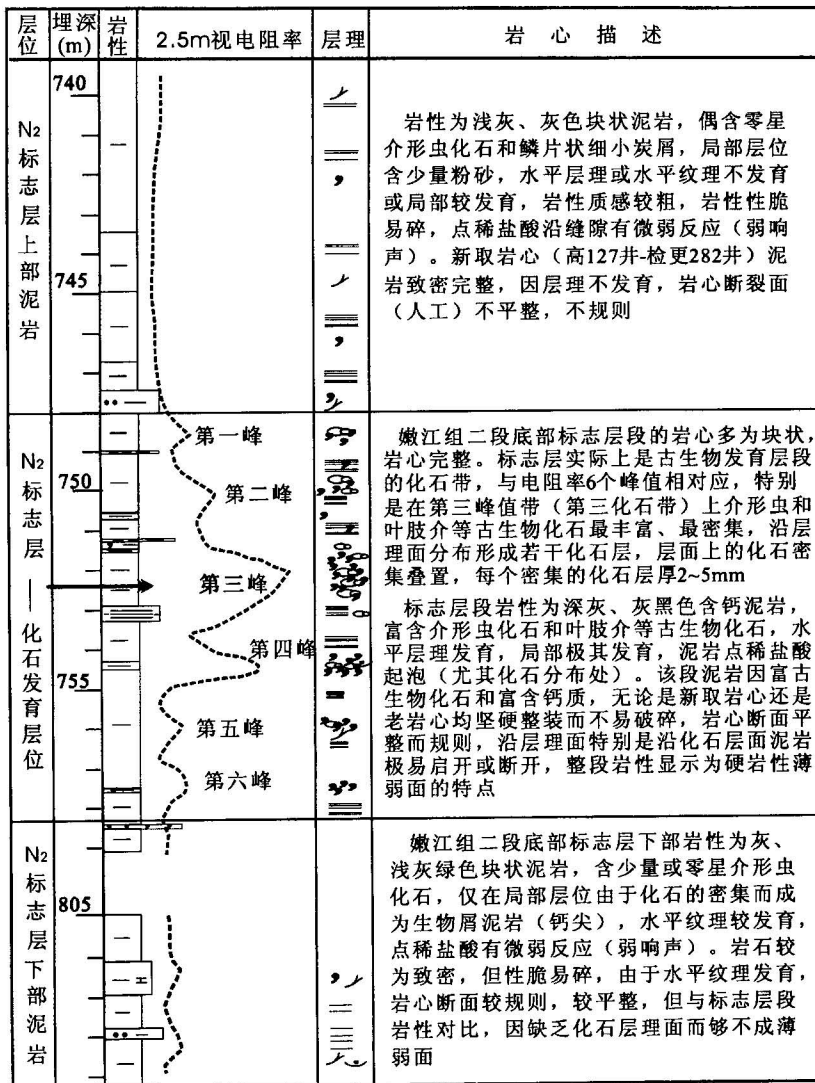 层位
埋深(m)
岩性
2.5m视电阻率
层理
岩心描述
N2标志层上部泥岩
740
745
岩性为浅灰、灰色块状泥岩，偶含零星
介形虫化石和鳞片状细小炭屑，局部层位
含少量粉砂，水平层理或水平纹理不发育
或局部较发育，岩性质感较粗，岩性性脆
易碎，点稀盐酸沿缝隙有微弱反应（弱响
声）。新取岩心（高127井-检更282井）泥
岩致密完整，因层理不发育，岩心断裂面
（人工）不平整，不规则
N2标志层—化石发育层位
750
755
第一峰
第二峰
第三峰
第四峰
第五峰
第六峰
嫩江组二段底部标志层段的岩心多为块状，
岩心完整。标志层实际上是古生物发育层段
的化石带，与电阻率6个峰值相对应，特别
是在第三峰值带（第三化石带）上介形虫和
叶肢介等古生物化石最丰富、最密集，沿层
理面分布形成若干化石层，层面上的化石密
集叠置，每个密集的化石层厚2~5mm
标志层段岩性为深灰、灰黑色含钙泥岩，
富含介形虫化石和叶肢介等古生物化石，水
平层理发育，局部极其发育，泥岩点稀盐酸
起泡（尤其化石分布处）。该段泥岩因富古
生物化石和富含钙质，无论是新取岩心还是
老岩心均坚硬整装而不易破碎，岩心断面平
整而规则，沿层理面特别是沿化石层面泥岩
极易启开或断开，整段岩性显示为硬岩性薄
弱面的特点
N2标志层下部泥岩
805
嫩江组二段底部标志层下部岩性为灰、
浅灰绿色块状泥岩，含少量或零星介形虫
化石，仅在局部层位由于化石的密集而成
为生物屑泥岩（钙尖），水平纹理较发育，
点稀盐酸有微弱反应（弱响声）。岩石较
为致密，但性脆易碎，由于水平纹理发育，
岩心断面较规则，较平整，但与标志层段
岩性对比，因缺乏化石层理面而够不成薄
弱面